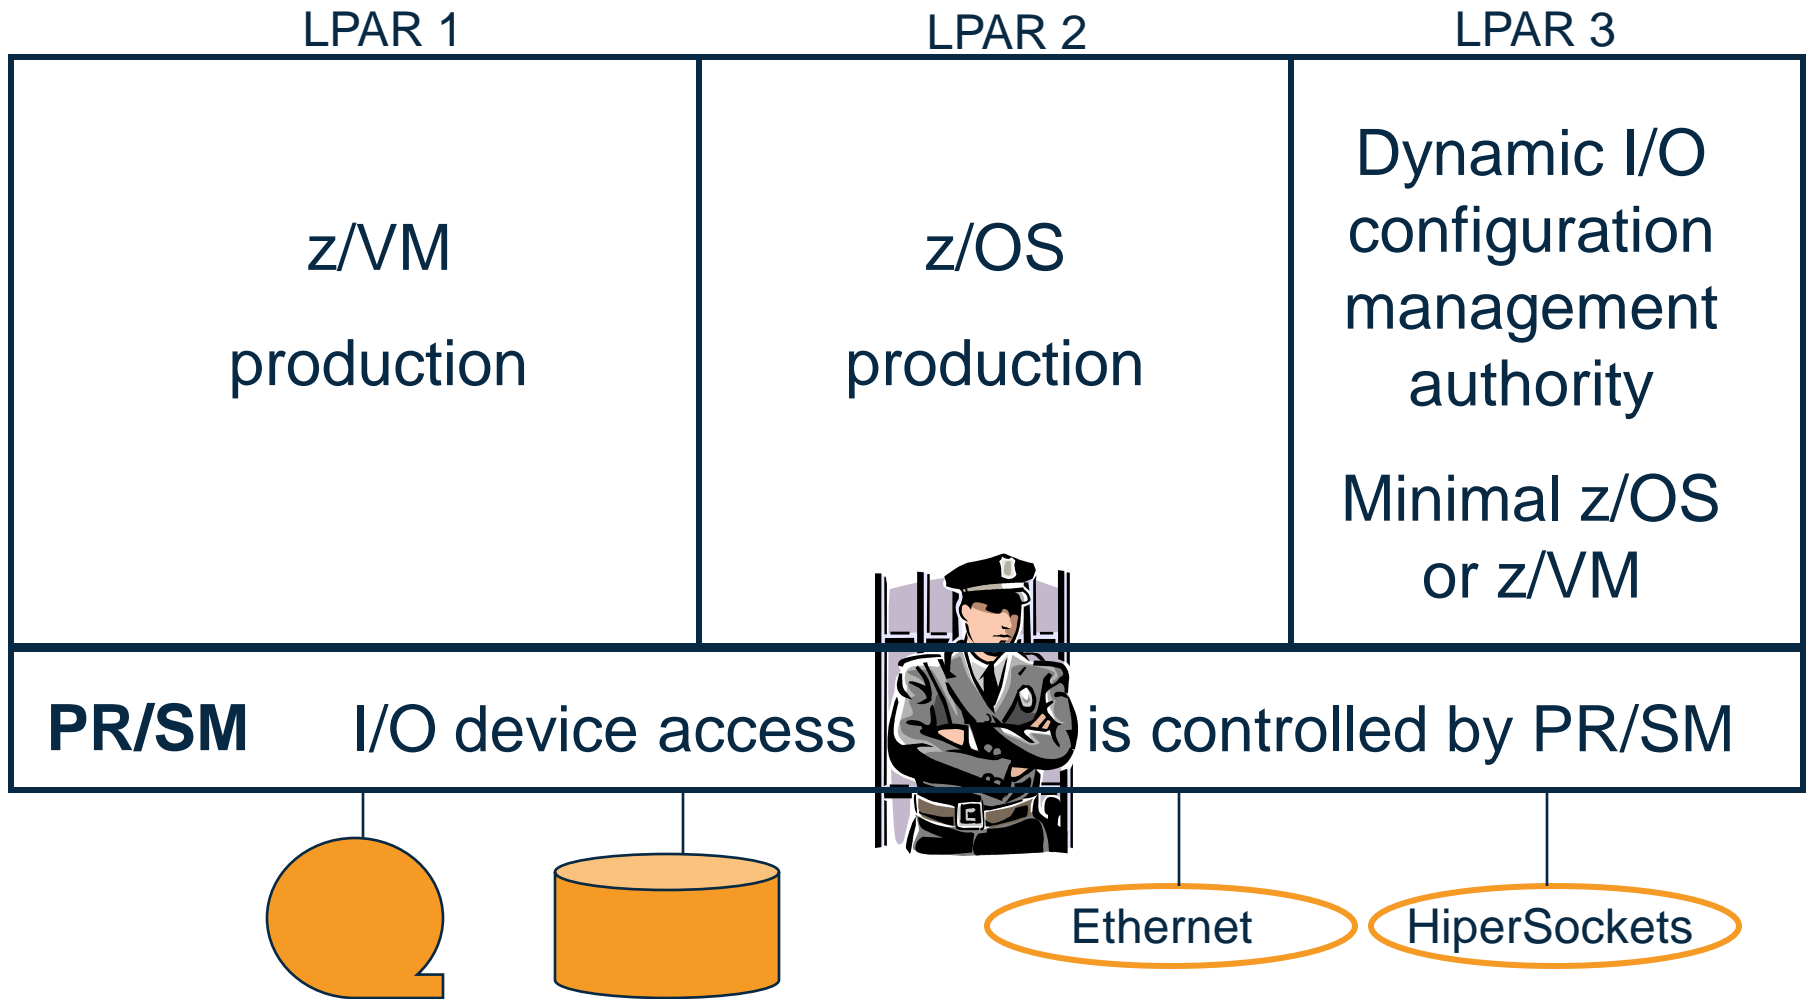 LPAR 1
LPAR 2
LPAR 3
z/VM
production
z/OS
production
Dynamic I/O
configuration
management
authority
Minimal z/OS
or z/VM
PR/SM I/O device access is controlled by PR/SM
Ethernet
HiperSockets